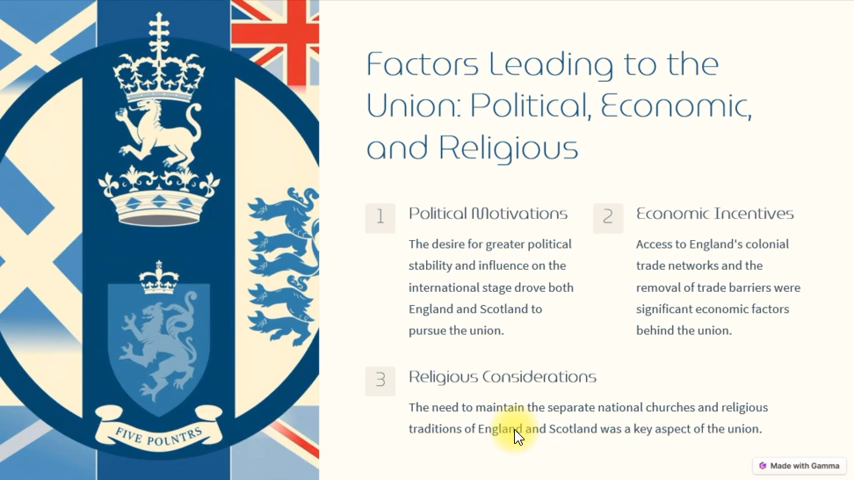 Factors Leading to the
Union: Political, Economic,
and Religious
1
Political Motivations
The desire for greater political
stability and influence on the
international stage drove both
England and Scotland to
pursue the union.
2
Economic Incentives
Access to England's colonial
trade networks and the
removal of trade barriers were
significant economic factors
behind the union.
3
Religious Considerations
The need to maintain the separate national churches and religious
traditions of England and Scotland was a key aspect of the union.
FIVE POUNTRS
Made with Gamma